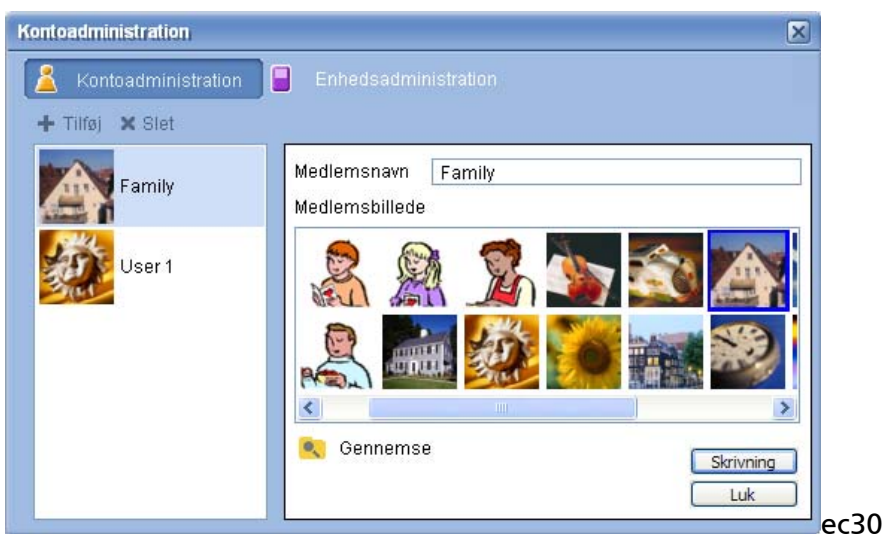 Kontoadministration
Kontoadministration Enhedsadministration
Tilføj Slet
Family
User 1
Medlemsnavn Family
Medlemsbillede
Gennemse
Skrivning
Luk
ec30